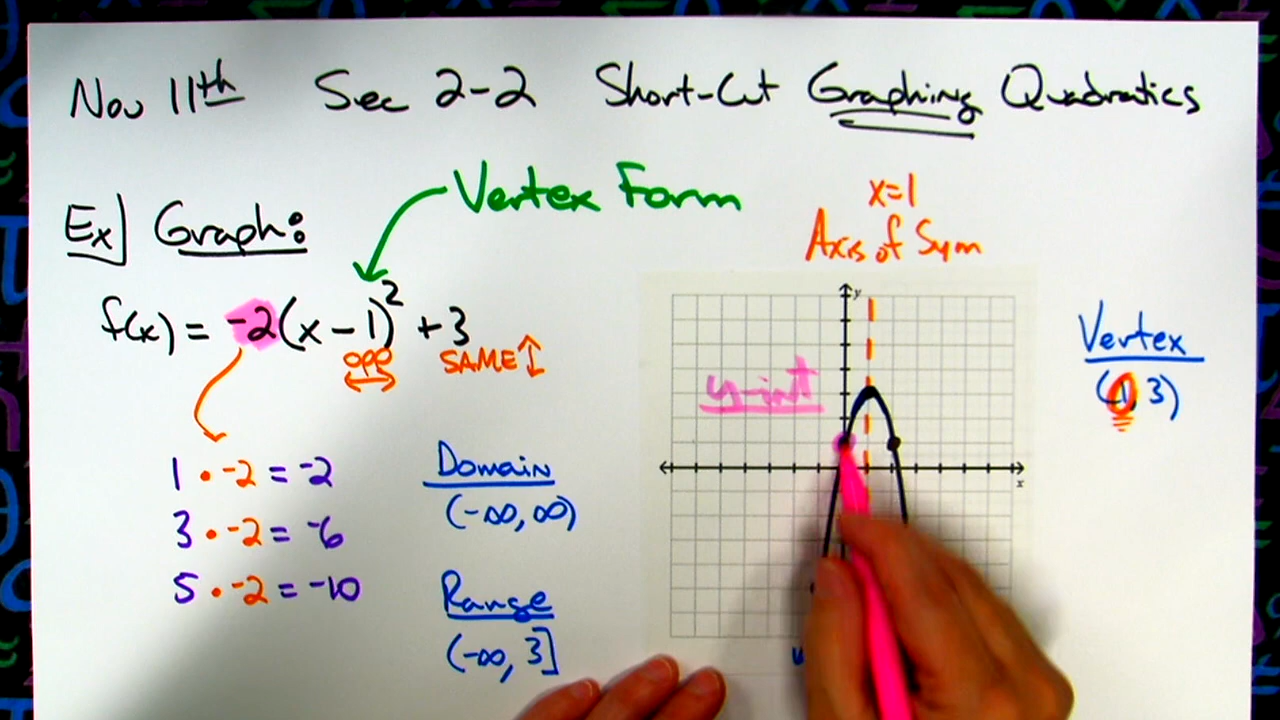 Nov 11th Sec 2-2 Short-Cut Graphing Quadratics
Vertex Form
x=1
Axis of Sym
Ex] Graph:
f(x) = -2(x-1)² +3
opp
SAME
y
y-int
x
Vertex
(1, 3)
1 · -2 = -2
3 · -2 = -6
5 · -2 = -10
Domain
(-∞, ∞)
Range
(-∞, 3]